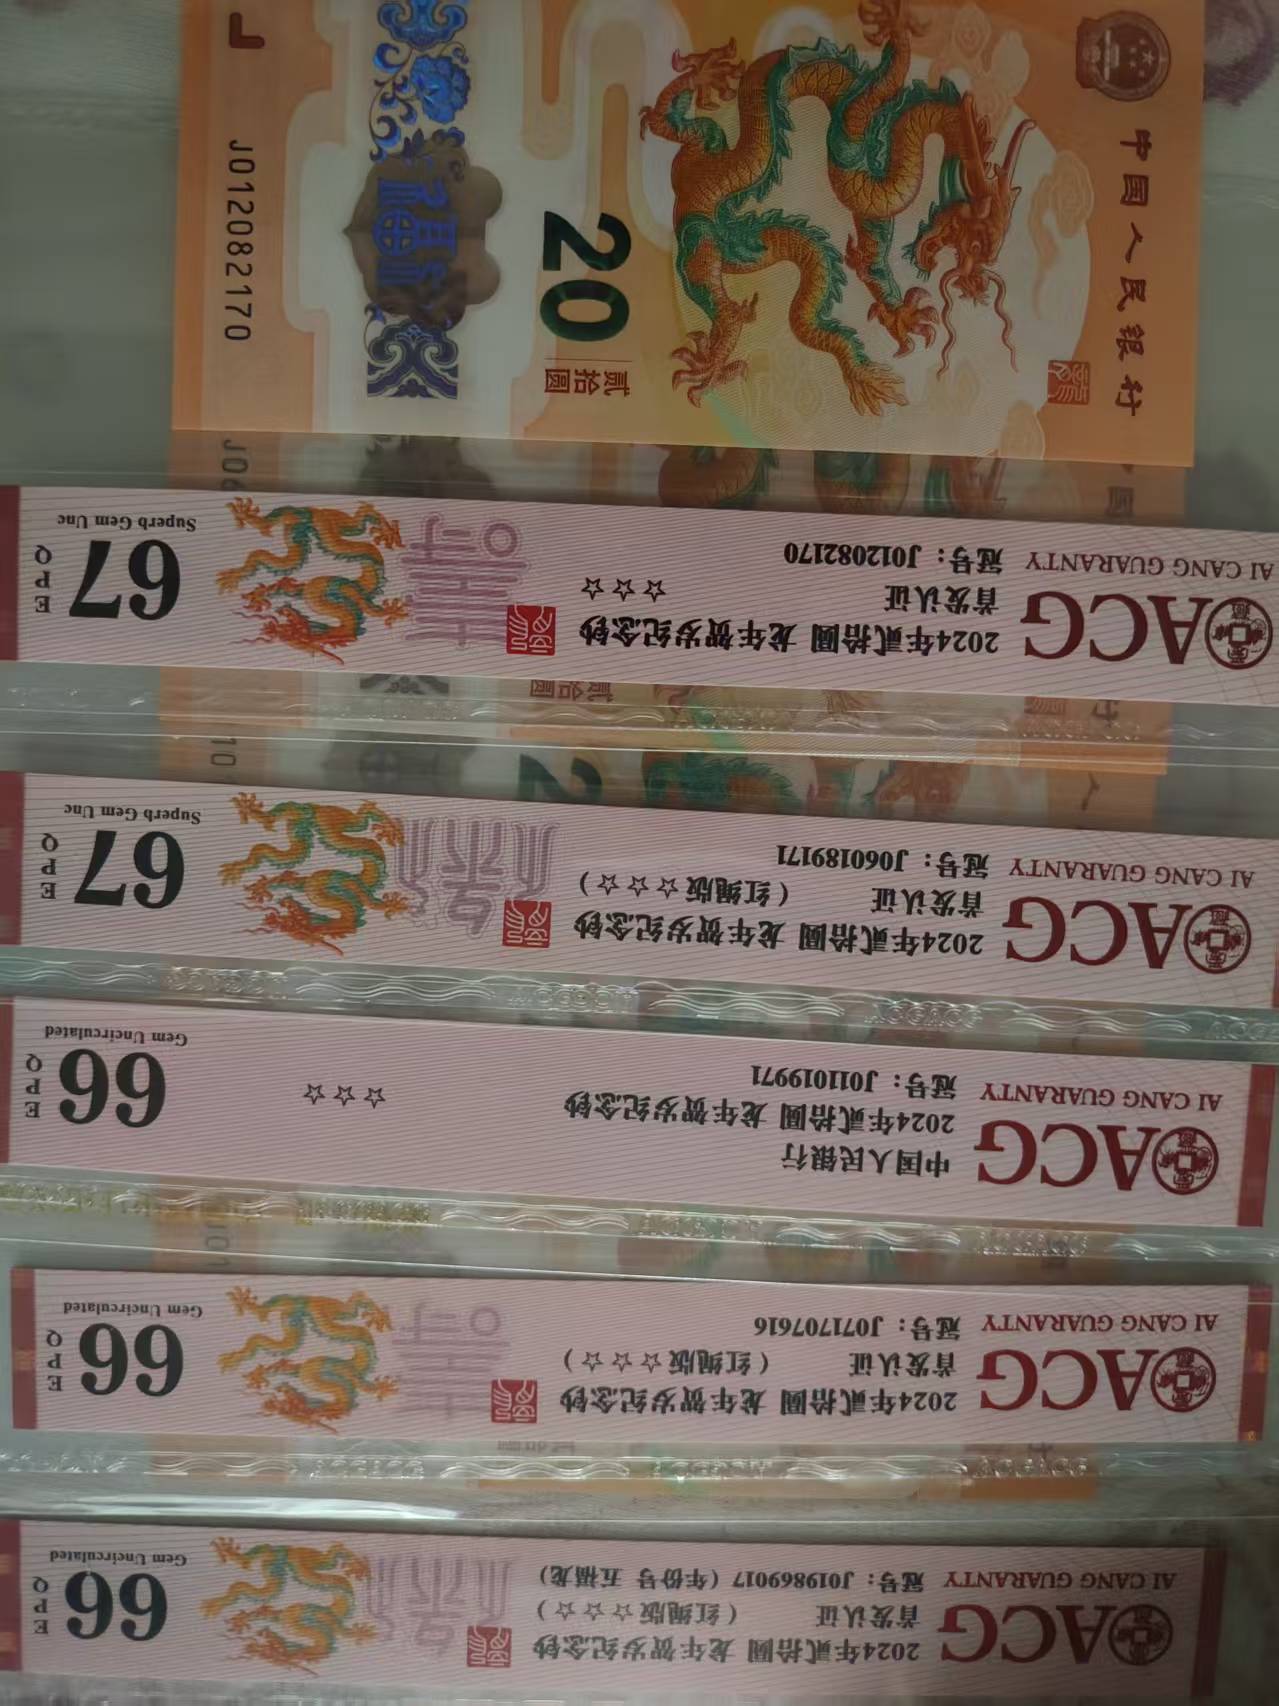 J012082170
20
贰拾圆
中国人民银行
ACG
AI CANG GUARANTY
2024年贰拾圆 龙年贺岁纪念钞
首发认证 ☆☆☆
冠号：J012082170
67
EPQ
Superb Gem Unc
ACG
AI CANG GUARANTY
2024年贰拾圆 龙年贺岁纪念钞
首发认证 （红绳版☆☆☆）
冠号：J060189171
67
EPQ
Superb Gem Unc
ACG
AI CANG GUARANTY
中国人民银行
2024年贰拾圆 龙年贺岁纪念钞
冠号：J011019971
☆☆☆
66
EPQ
Gem Uncirculated
ACG
AI CANG GUARANTY
2024年贰拾圆 龙年贺岁纪念钞
首发认证 （红绳版☆☆☆）
冠号：J071707616
66
EPQ
Gem Uncirculated
ACG
AI CANG GUARANTY
2024年贰拾圆 龙年贺岁纪念钞
首发认证 （红绳版☆☆☆）
冠号：J019869017（年份号 五福龙）
66
EPQ
Gem Uncirculated